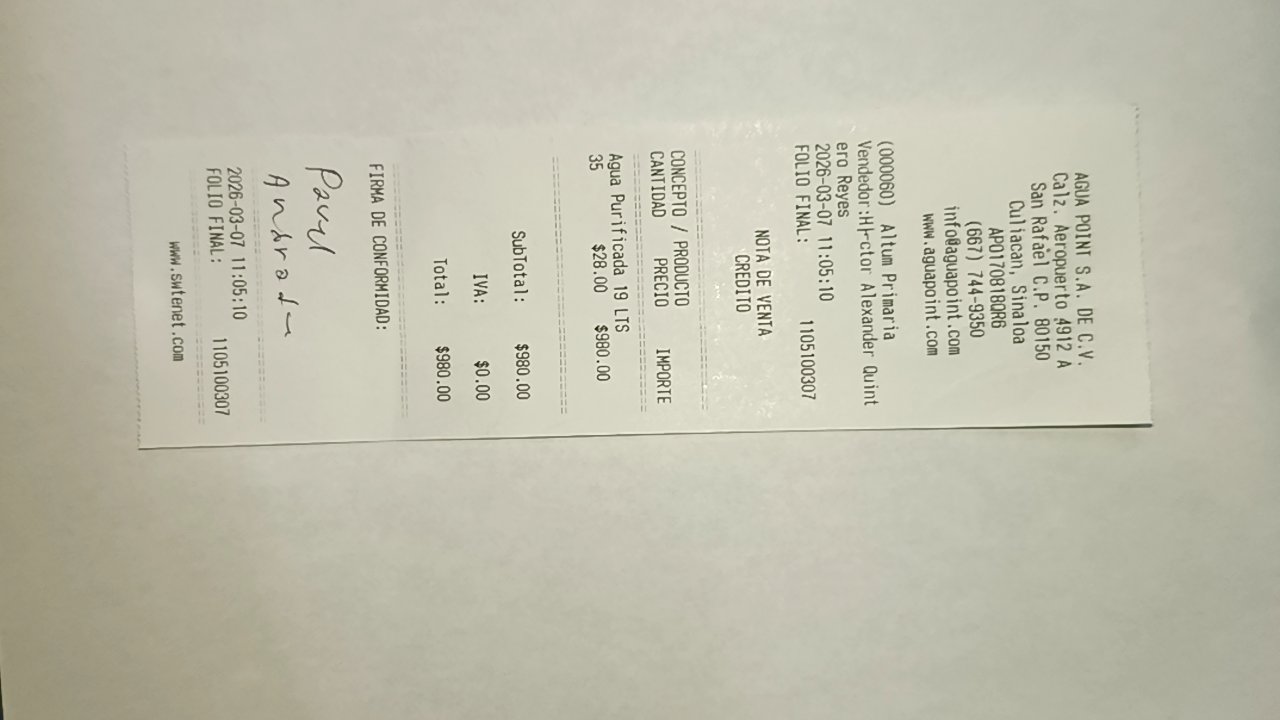 AGUA POINT S.A. DE C.V.
Calz. Aeropuerto 4912 A
San Rafael C.P. 80150
Culiacan, Sinaloa
APO170818QR6
(667) 744-9350
info@aguapoint.com
www.aguapoint.com
(000060) Altum Primaria
Vendedor:H├ctor Alexander Quint
ero Reyes
2026-03-07 11:05:10
FOLIO FINAL: 1105100307
NOTA DE VENTA
CREDITO
CONCEPTO / PRODUCTO
CANTIDAD PRECIO IMPORTE
Agua Purificada 19 LTS
35 $28.00 $980.00
SubTotal: $980.00
IVA: $0.00
Total: $980.00
FIRMA DE CONFORMIDAD:
Paul
Andrade
2026-03-07 11:05:10
FOLIO FINAL: 1105100307
www.swtenet.com